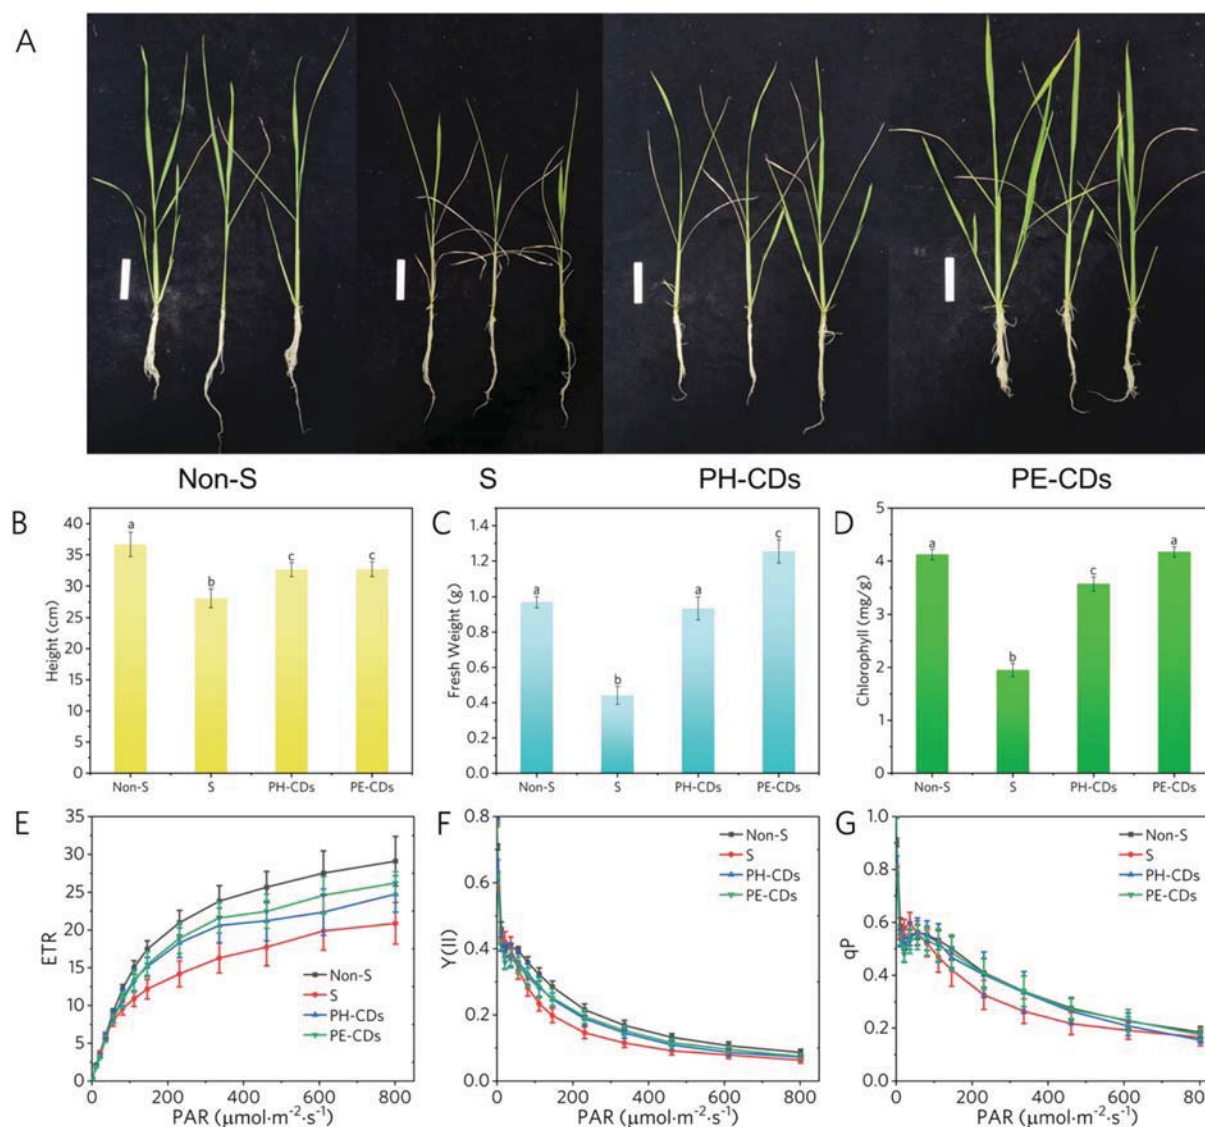 A
Non-S S PH-CDs PE-CDs
B
a
b
c
c
Height (cm)
40
35
30
25
20
15
10
5
0
Non-S S PH-CDs PE-CDs
C
a
b
a
c
Fresh Weight (g)
1.4
1.2
1.0
0.8
0.6
0.4
0.2
0.0
Non-S S PH-CDs PE-CDs
D
a
b
c
a
Chlorophyll (mg/g)
5
4
3
2
1
0
Non-S S PH-CDs PE-CDs
E
ETR
35
30
25
20
15
10
5
0
Non-S
S
PH-CDs
PE-CDs
0 200 400 600 800
PAR (μmol·m⁻²·s⁻¹)
F
Y(II)
0.8
0.6
0.4
0.2
0.0
Non-S
S
PH-CDs
PE-CDs
0 200 400 600 800
PAR (μmol·m⁻²·s⁻¹)
G
qP
1.0
0.8
0.6
0.4
0.2
0.0
Non-S
S
PH-CDs
PE-CDs
0 200 400 600 800
PAR (μmol·m⁻²·s⁻¹)